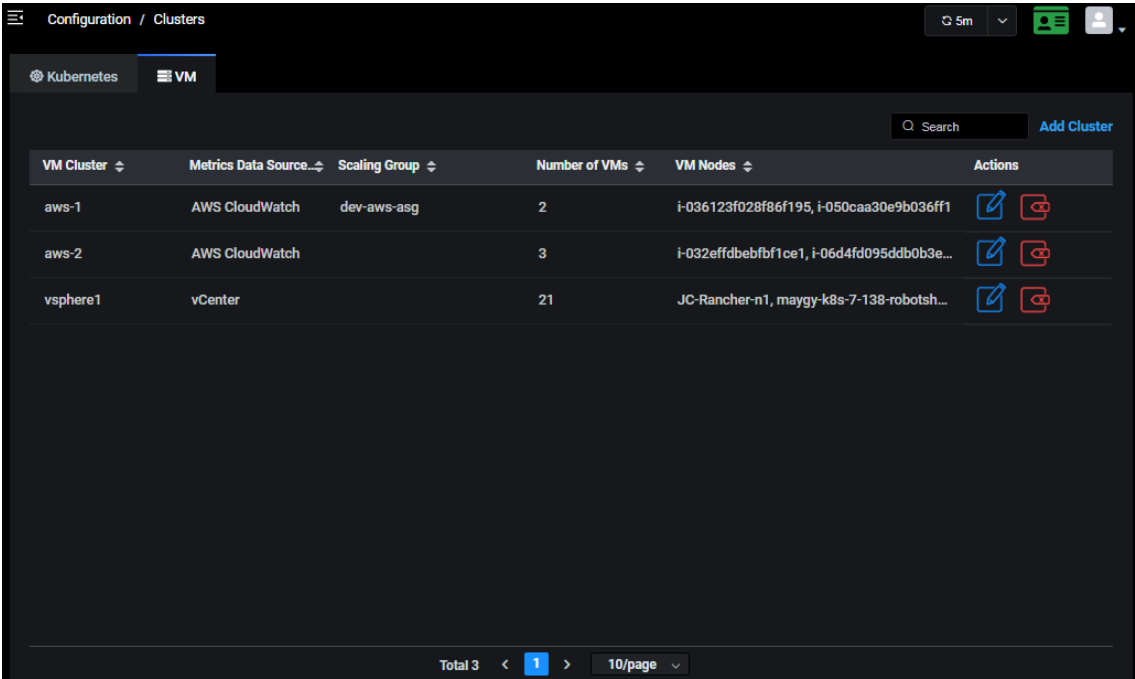 Configuration / Clusters
5m
Kubernetes
VM
Search
Add Cluster
VM Cluster Metrics Data Source... Scaling Group Number of VMs VM Nodes Actions
aws-1 AWS CloudWatch dev-aws-asg 2 i-036123f028f86f195, i-050caa30e9b036ff1
aws-2 AWS CloudWatch 3 i-032effdbebfbf1ce1, i-06d4fd095ddb0b3e...
vsphere1 vCenter 21 JC-Rancher-n1, maygy-k8s-7-138-robotsh...
Total 3 < 1 > 10/page